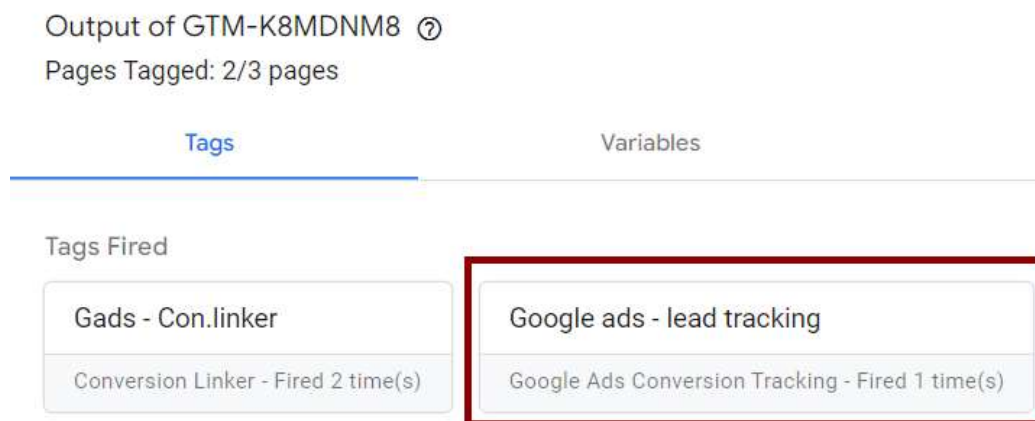 Output of GTM-K8MDNM8
Pages Tagged: 2/3 pages
Tags
Variables
Tags Fired
Gads - Con.linker
Conversion Linker - Fired 2 time(s)
Google ads - lead tracking
Google Ads Conversion Tracking - Fired 1 time(s)